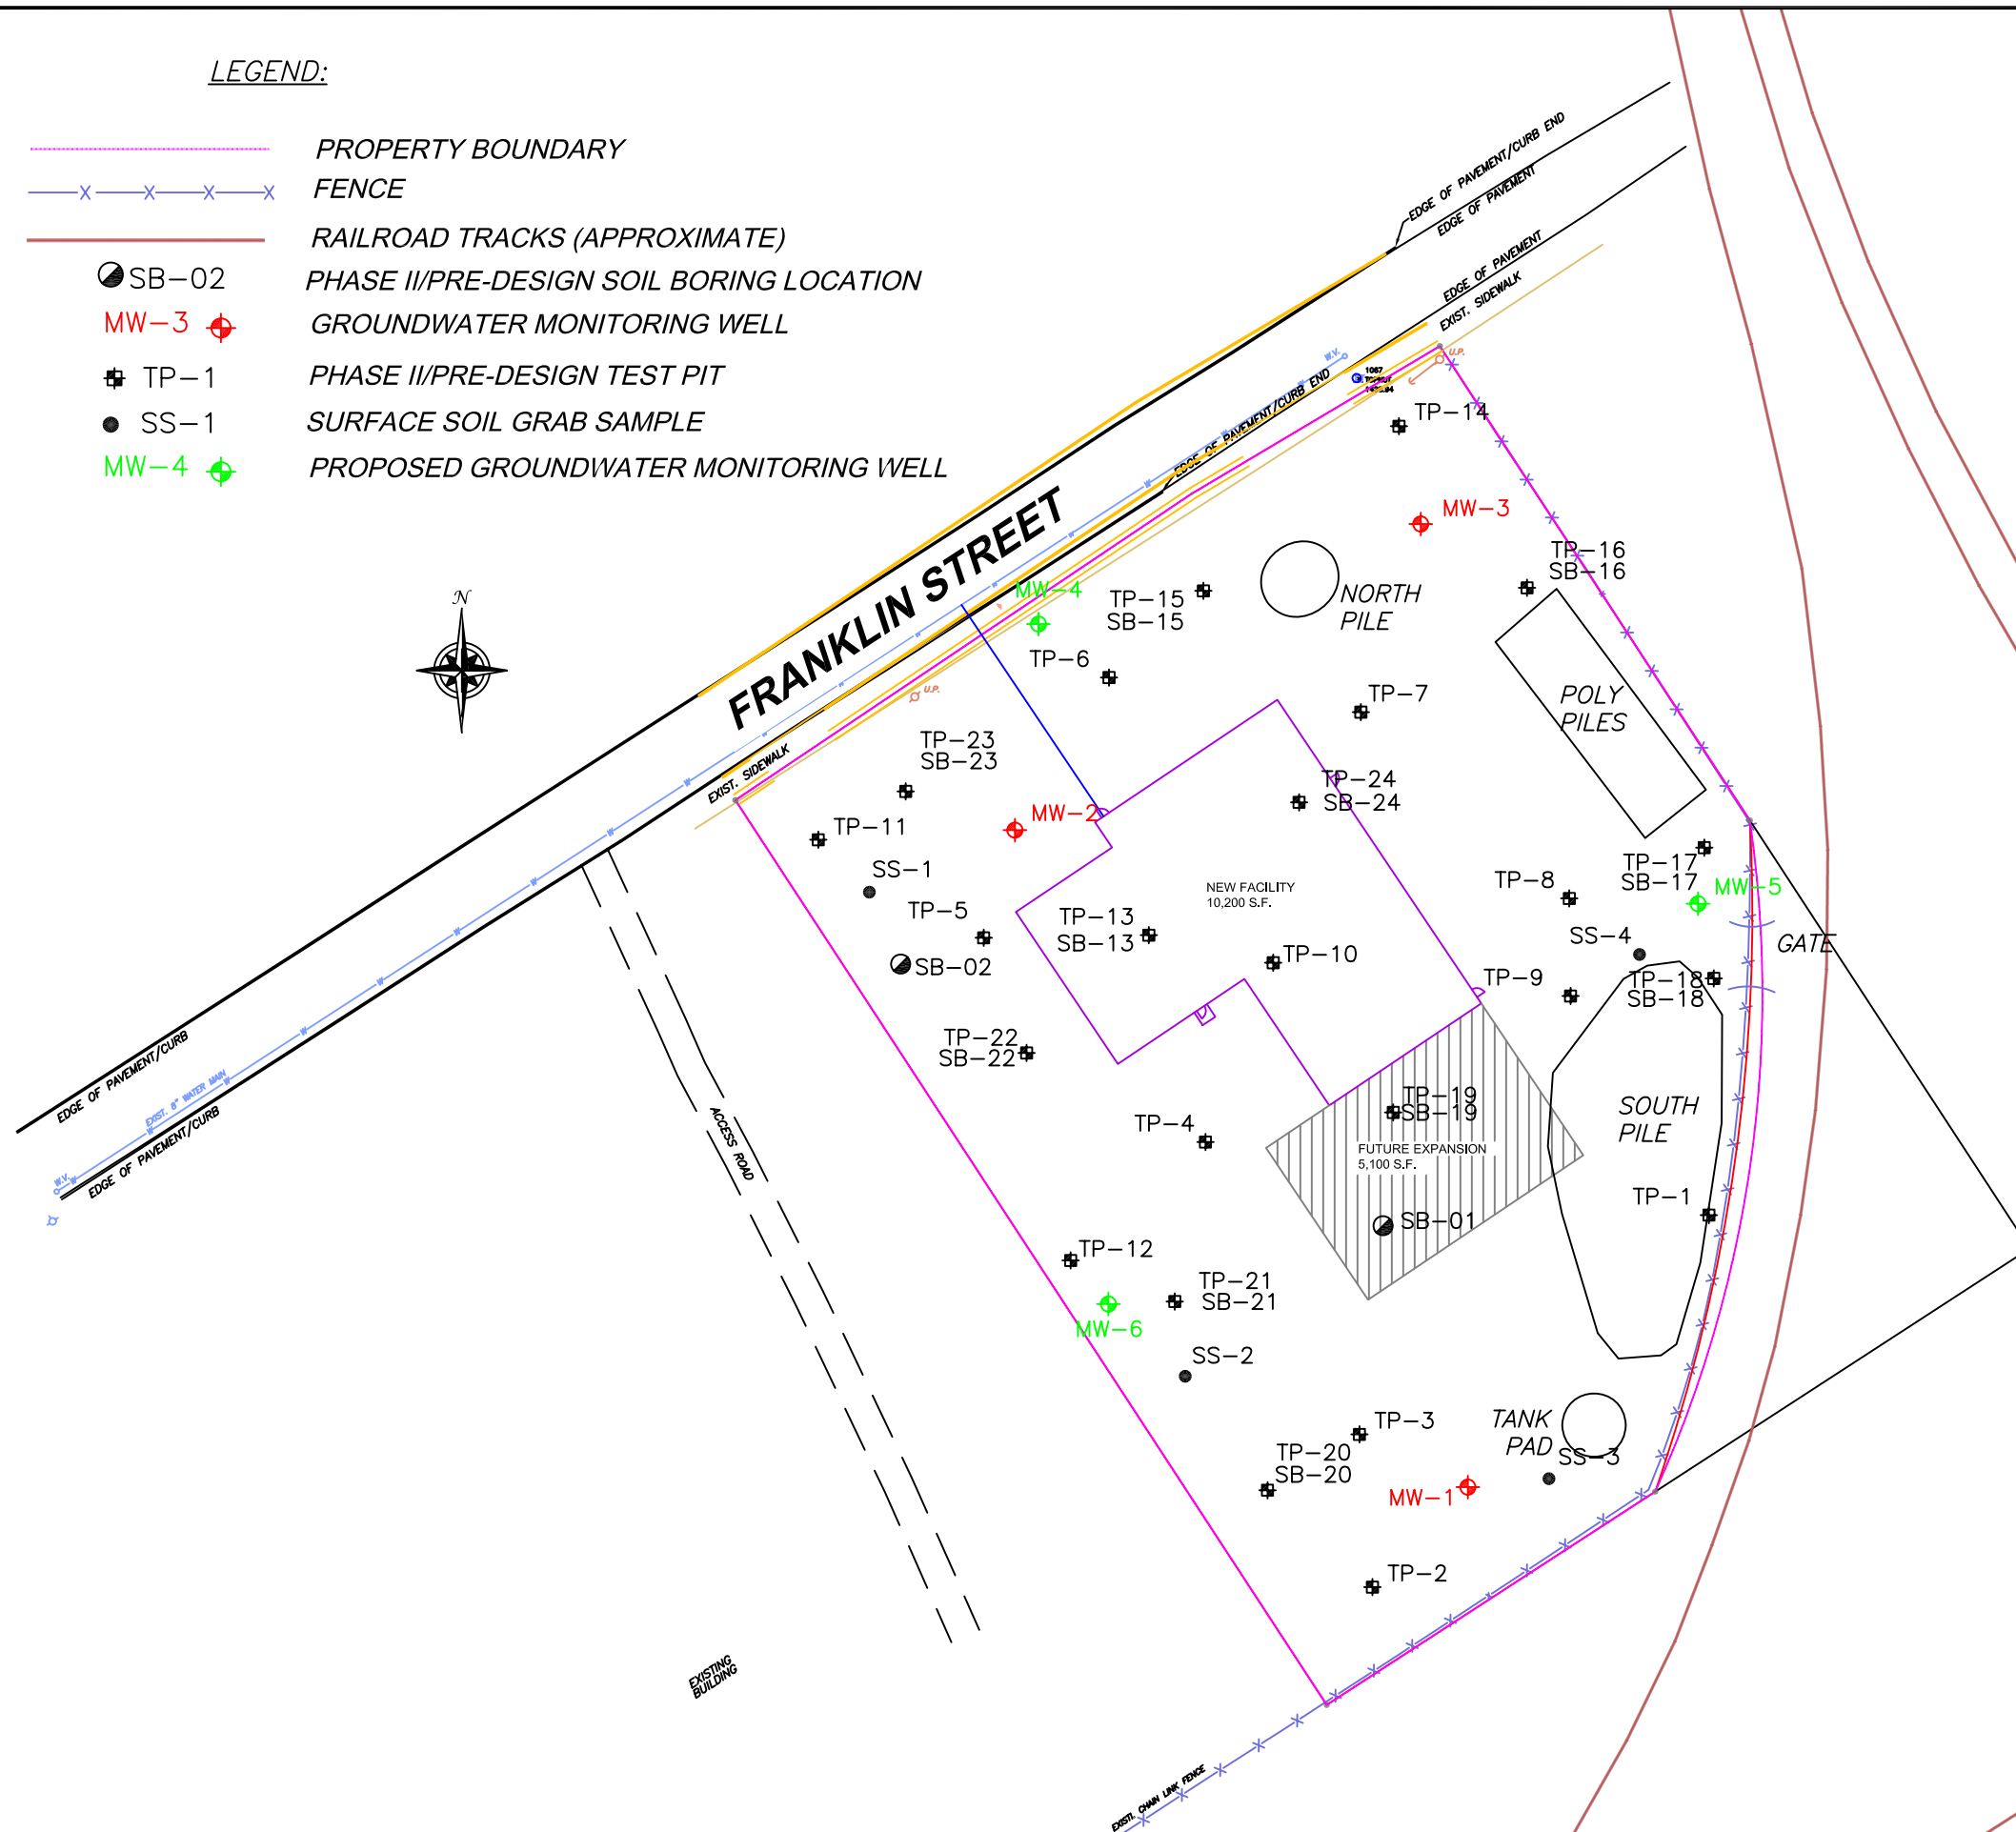 LEGEND:
PROPERTY BOUNDARY
FENCE
RAILROAD TRACKS (APPROXIMATE)
SB-02 PHASE II/PRE-DESIGN SOIL BORING LOCATION
MW-3 GROUNDWATER MONITORING WELL
TP-1 PHASE II/PRE-DESIGN TEST PIT
SS-1 SURFACE SOIL GRAB SAMPLE
MW-4 PROPOSED GROUNDWATER MONITORING WELL
EDGE OF PAVEMENT/CURB END
EDGE OF PAVEMENT
EDGE OF PAVEMENT
EXIST. SIDEWALK
W.V.
U.P.
1067
EDGE OF PAVEMENT/CURB END
TP-14
FRANKLIN STREET
MW-3
N
MW-4
TP-15
SB-15
NORTH
PILE
TP-16
SB-16
TP-6
U.P.
TP-7
POLY
PILES
TP-23
SB-23
EXIST. SIDEWALK
TP-24
SB-24
TP-11
MW-2
SS-1
NEW FACILITY
10,200 S.F.
TP-17
SB-17
TP-8
MW-5
TP-5
TP-13
SB-13
SS-4
GATE
SB-02
TP-10
TP-9
TP-18
SB-18
TP-22
SB-22
EDGE OF PAVEMENT/CURB
EXIST. 8" WATER MAIN
EDGE OF PAVEMENT/CURB
W.V.
ACCESS ROAD
TP-4
TP-19
SB-19
SOUTH
PILE
FUTURE EXPANSION
5,100 S.F.
TP-1
SB-01
TP-12
TP-21
SB-21
MW-6
SS-2
TP-3
TANK
PAD
TP-20
SB-20
SS-3
MW-1
TP-2
EXISTING
BUILDING
EXIST. CHAIN LINK FENCE